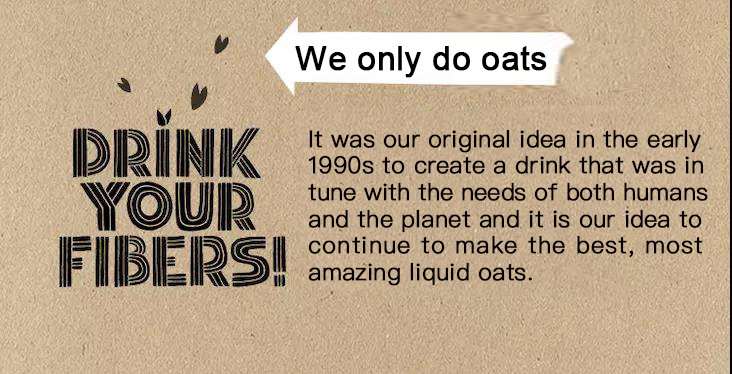 We only do oats
DRINK
YOUR
FIBERS!
It was our original idea in the early
1990s to create a drink that was in
tune with the needs of both humans
and the planet and it is our idea to
continue to make the best, most
amazing liquid oats.